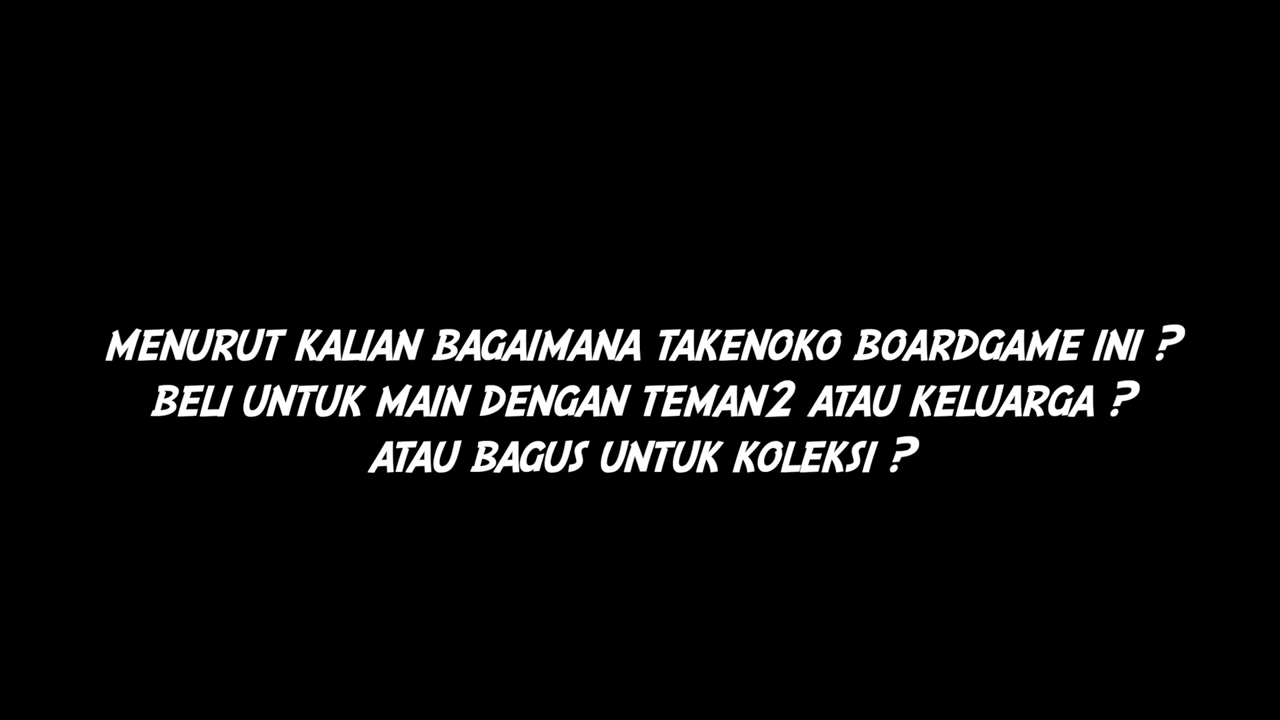 MENURUT KALIAN BAGAIMANA TAKENOKO BOARDGAME INI ?
BELI UNTUK MAIN DENGAN TEMAN2 ATAU KELUARGA ?
ATAU BAGUS UNTUK KOLEKSI ?